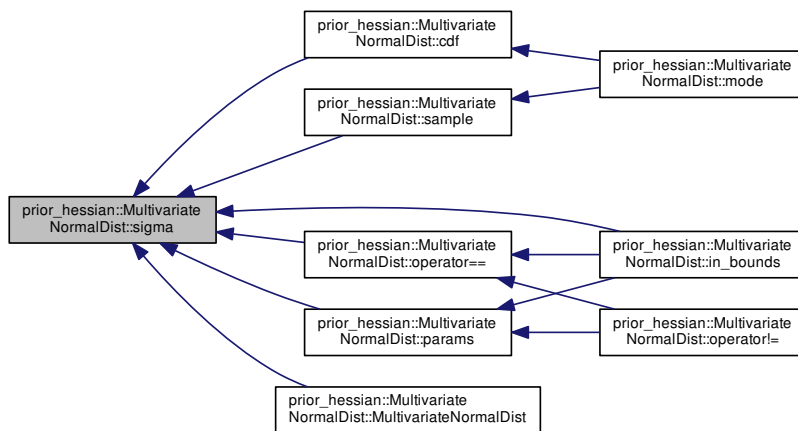 prior_hessian::Multivariate
NormalDist::cdf
prior_hessian::Multivariate
NormalDist::mode
prior_hessian::Multivariate
NormalDist::sample
prior_hessian::Multivariate
NormalDist::sigma
prior_hessian::Multivariate
NormalDist::operator==
prior_hessian::Multivariate
NormalDist::in_bounds
prior_hessian::Multivariate
NormalDist::params
prior_hessian::Multivariate
NormalDist::operator!=
prior_hessian::Multivariate
NormalDist::MultivariateNormalDist